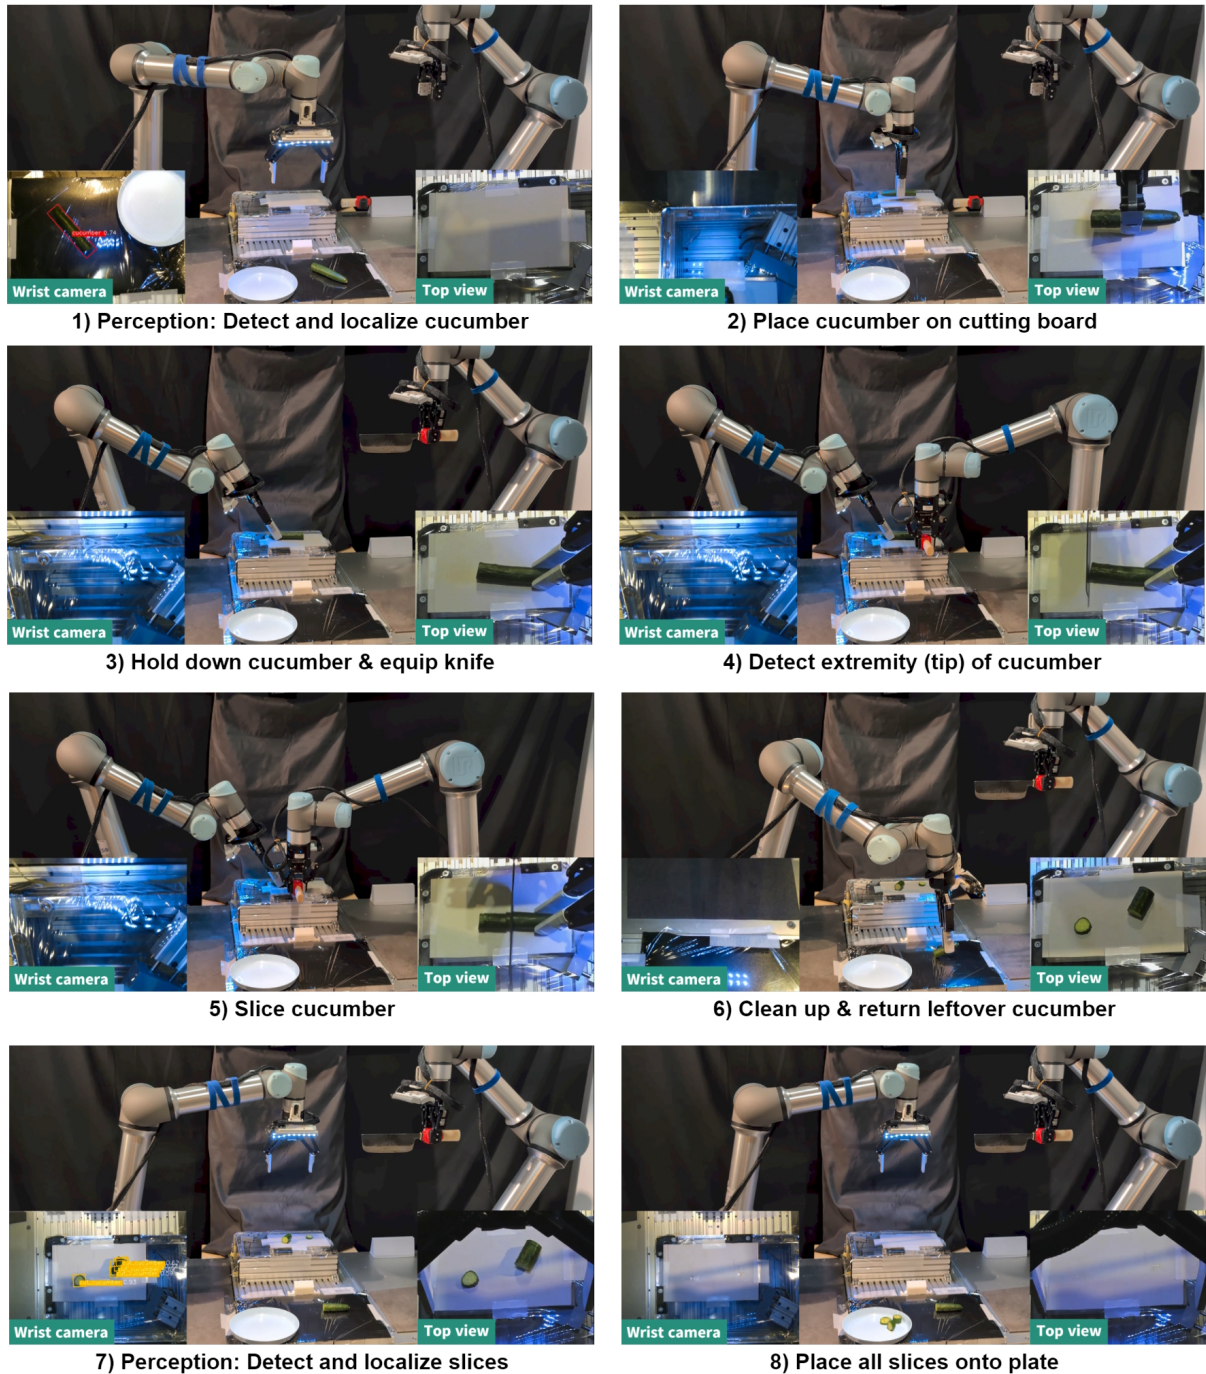 cucumber 0.74
Wrist camera
Top view
1) Perception: Detect and localize cucumber
Wrist camera
Top view
2) Place cucumber on cutting board
Wrist camera
Top view
3) Hold down cucumber & equip knife
Wrist camera
Top view
4) Detect extremity (tip) of cucumber
Wrist camera
Top view
5) Slice cucumber
Wrist camera
Top view
6) Clean up & return leftover cucumber
Wrist camera
Top view
7) Perception: Detect and localize slices
Wrist camera
Top view
8) Place all slices onto plate